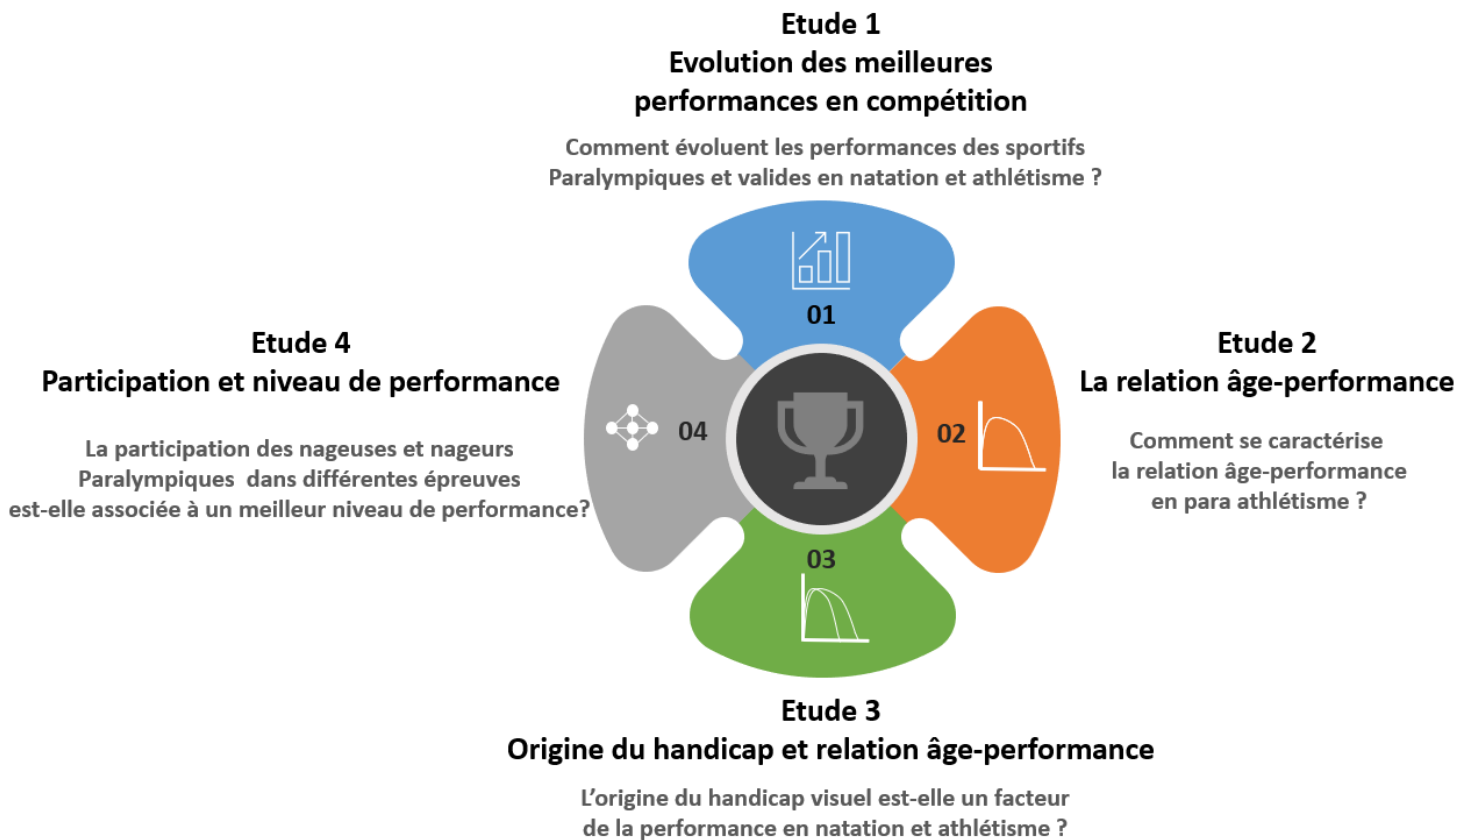 Etude 1
Evolution des meilleures
performances en compétition
Comment évoluent les performances des sportifs
Paralympiques et valides en natation et athlétisme ?
01
Etude 4
Participation et niveau de performance
La participation des nageuses et nageurs
Paralympiques dans différentes épreuves
est-elle associée à un meilleur niveau de performance?
04
02
Etude 2
La relation âge-performance
Comment se caractérise
la relation âge-performance
en para athlétisme ?
03
Etude 3
Origine du handicap et relation âge-performance
L’origine du handicap visuel est-elle un facteur
de la performance en natation et athlétisme ?